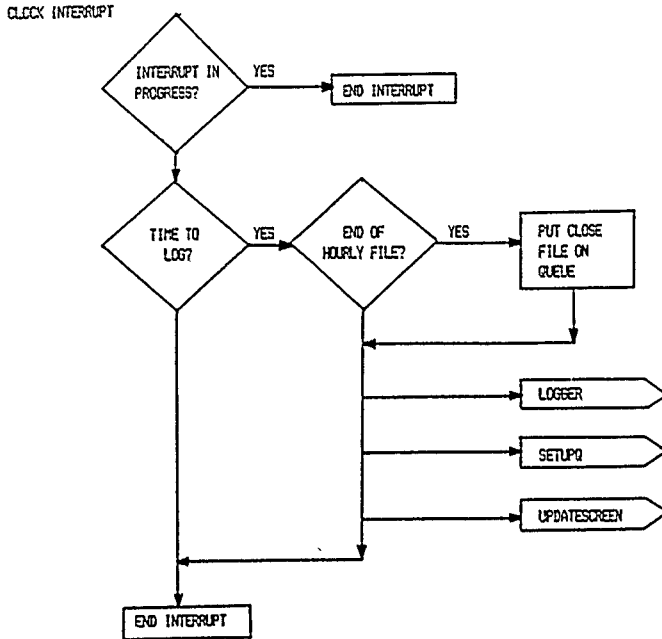 CLOCK INTERRUPT
INTERRUPT IN
PROGRESS?
YES
END INTERRUPT
TIME TO
LOG?
YES
END OF
HOURLY FILE?
YES
PUT CLOSE
FILE ON
QUEUE
LOGGER
SETUPQ
UPDATESCREEN
END INTERRUPT